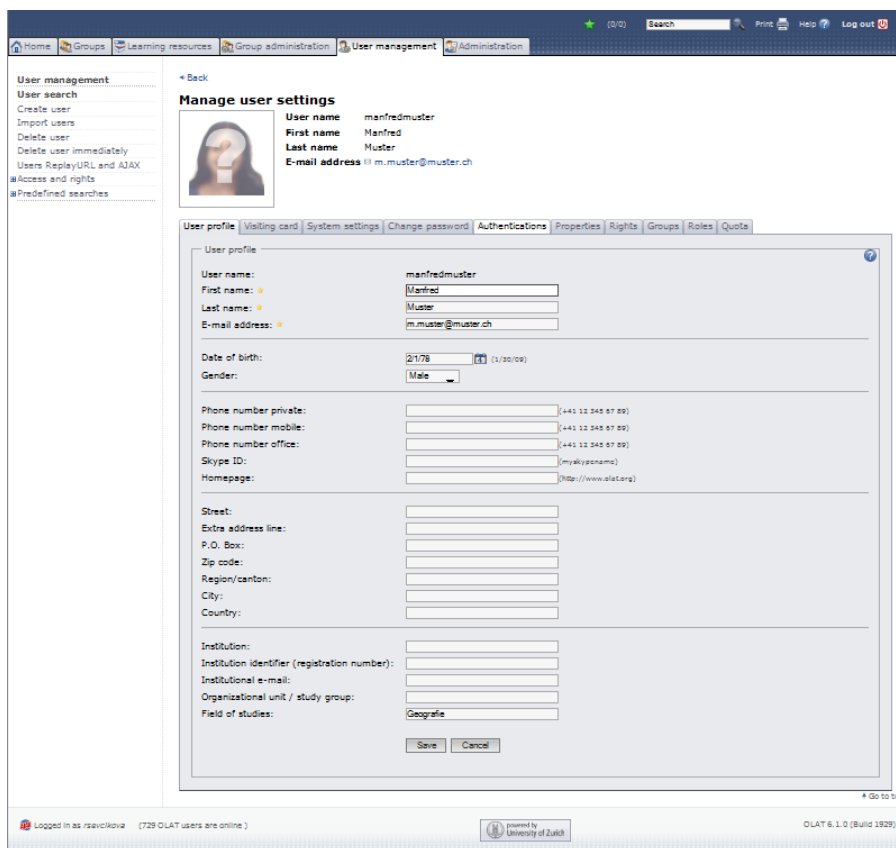 (0/0) Search Print Help ? Log out
Home Groups Learning resources Group administration User management Administration
User management
User search
Create user
Import users
Delete user
Delete user immediately
Users ReplayURL and AJAX
Access and rights
Predefined searches
Back
Manage user settings
?
User name manfredmuster
First name Manfred
Last name Muster
E-mail address m.muster@muster.ch
User profile Visiting card System settings Change password Authentications Properties Rights Groups Roles Quota
User profile ?
User name: manfredmuster
First name: Manfred
Last name: Muster
E-mail address: m.muster@muster.ch
Date of birth: 2/1/78 (1/30/09)
Gender: Male
Phone number private: (+41 12 345 67 89)
Phone number mobile: (+41 12 345 67 89)
Phone number office: (+41 12 345 67 89)
Skype ID: (myskypename)
Homepage: (http://www.olat.org)
Street:
Extra address line:
P.O. Box:
Zip code:
Region/canton:
City:
Country:
Institution:
Institution identifier (registration number):
Institutional e-mail:
Organizational unit / study group:
Field of studies: Geografie
Save Cancel
Go to t
Logged in as rsavcikova (729 OLAT users are online )
powered by
University of Zurich
OLAT 6.1.0 (Build 1929)